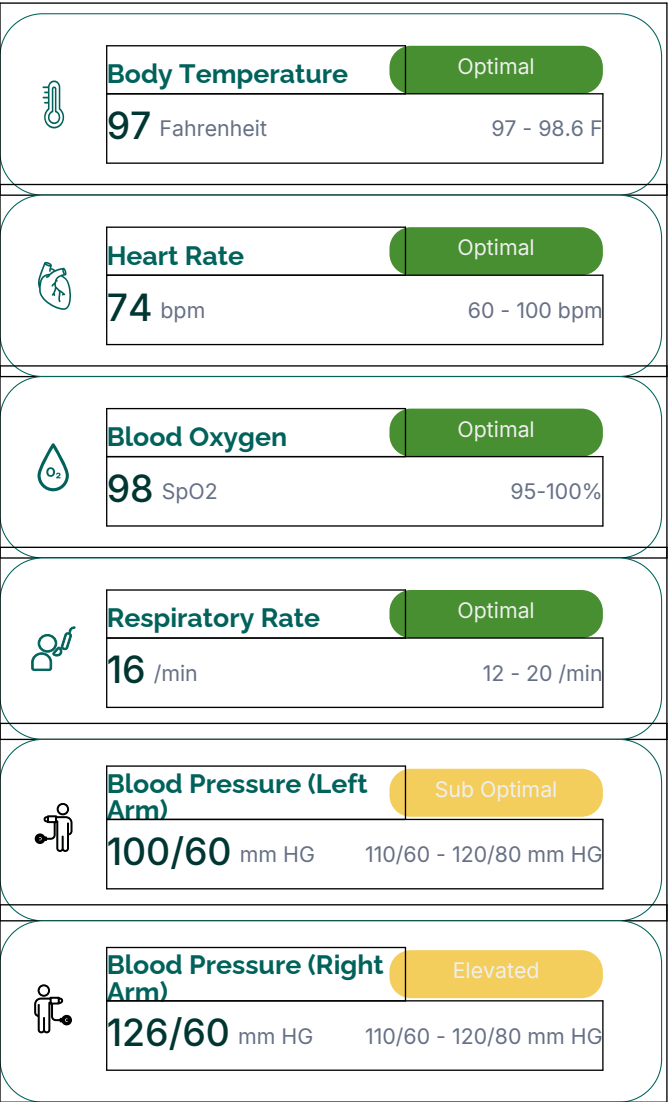 Body Temperature
Optimal
97 Fahrenheit
97 - 98.6 F
Heart Rate
Optimal
74 bpm
60 - 100 bpm
O₂
Blood Oxygen
Optimal
98 SpO2
95-100%
Respiratory Rate
Optimal
16 /min
12 - 20 /min
Blood Pressure (Left
Arm)
Sub Optimal
100/60 mm HG
110/60 - 120/80 mm HG
Blood Pressure (Right
Arm)
Elevated
126/60 mm HG
110/60 - 120/80 mm HG